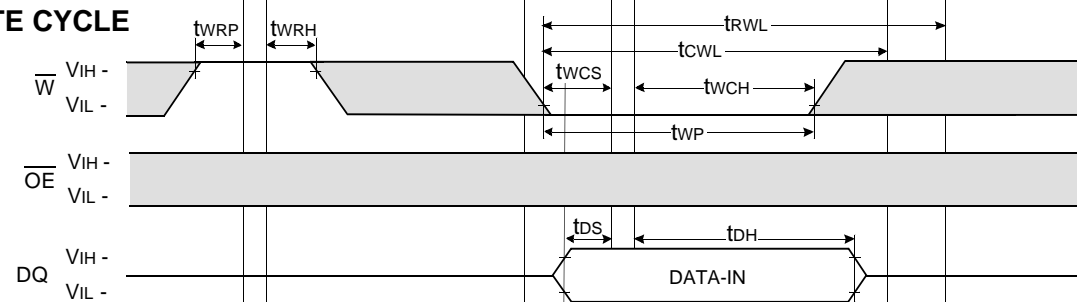 TE CYCLE
tWRP
tWRH
tRWL
tCWL
tWCS
tWCH
tWP
W
VIH -
VIL -
OE
VIH -
VIL -
tDS
tDH
DQ
VIH -
VIL -
DATA-IN